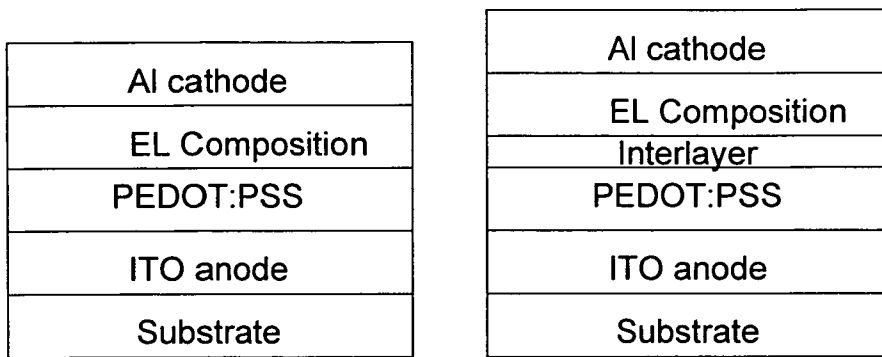 Al cathode
EL Composition
PEDOT:PSS
ITO anode
Substrate
Al cathode
EL Composition
Interlayer
PEDOT:PSS
ITO anode
Substrate